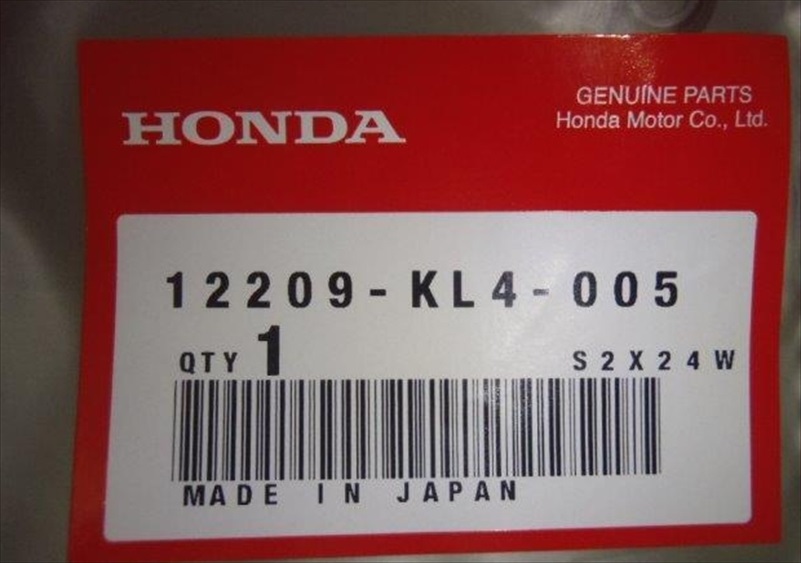 HONDA
GENUINE PARTS
Honda Motor Co., Ltd.
12209-KL4-005
QTY 1
S2X24W
MADE IN JAPAN